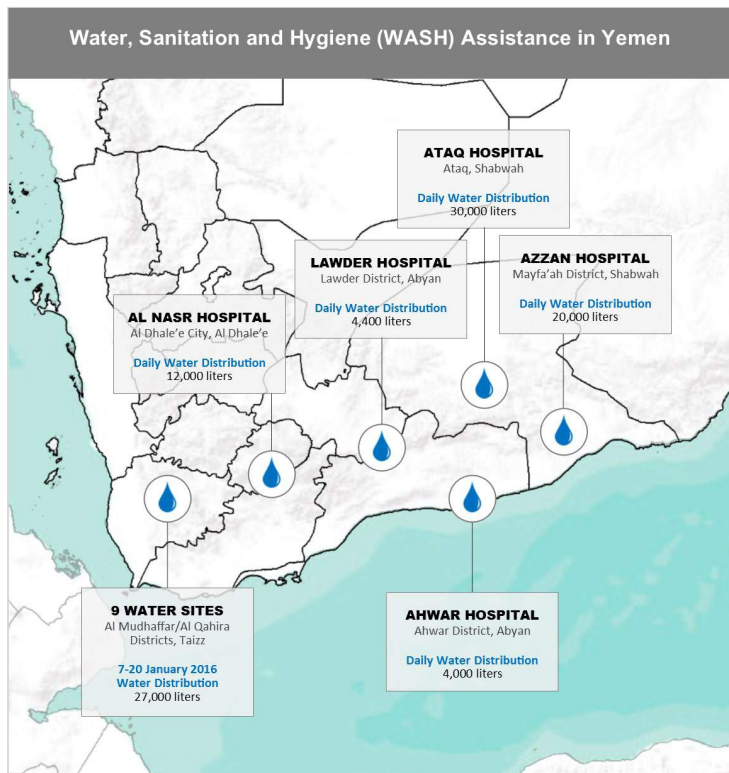 Water, Sanitation and Hygiene (WASH) Assistance in Yemen
ATAQ HOSPITAL
Ataq, Shabwah
Daily Water Distribution
30,000 liters
LAWDER HOSPITAL
Lawder District, Abyan
Daily Water Distribution
4,400 liters
AZZAN HOSPITAL
Mayfa'ah District, Shabwah
Daily Water Distribution
20,000 liters
AL NASR HOSPITAL
Al Dhale'e City, Al Dhale'e
Daily Water Distribution
12,000 liters
9 WATER SITES
Al Mudhaffar/Al Qahira
Districts, Taizz
7-20 January 2016
Water Distribution
27,000 liters
AHWAR HOSPITAL
Ahwar District, Abyan
Daily Water Distribution
4,000 liters